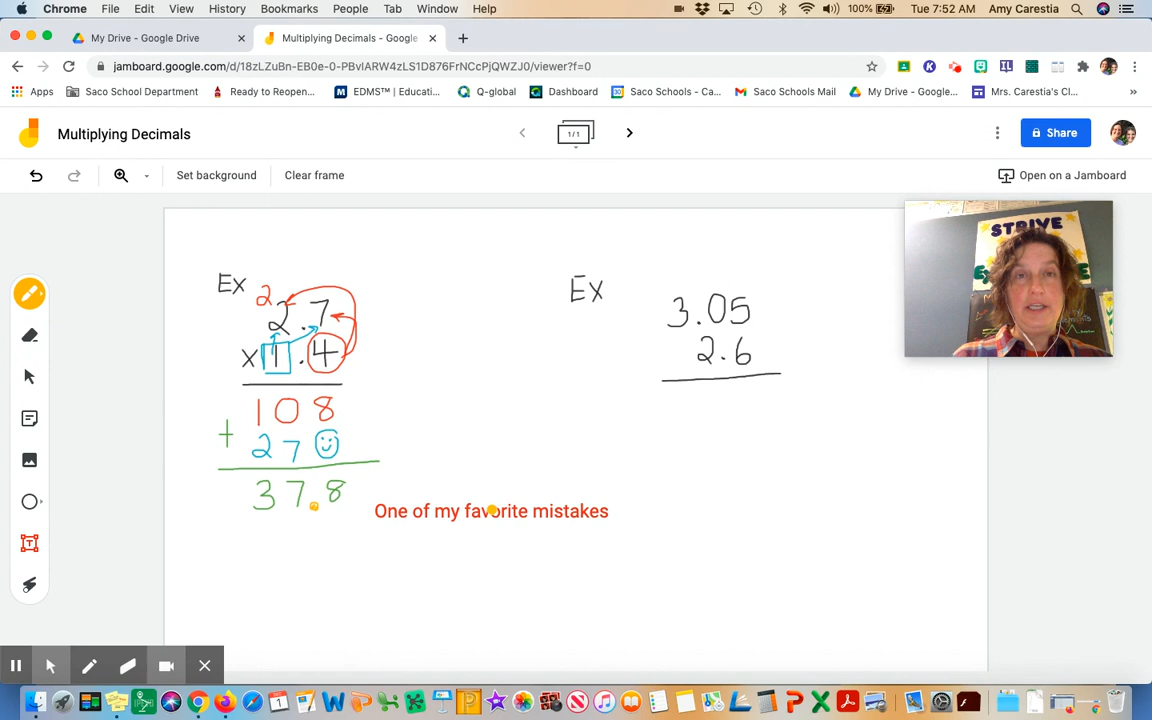 Chrome File Edit View History Bookmarks People Tab Window Help 100% Tue 7:52 AM Amy Carestia
My Drive - Google Drive
Multiplying Decimals - Google
jamboard.google.com/d/18zLZuBn-EB0e-0-PBvIARW4zLS1D876FrNCcPjQWZJ0/viewer?f=0
Apps Saco School Department Ready to Reopen... EDMS™ | Educati... Q-global Dashboard Saco Schools - Ca... Saco Schools Mail My Drive - Google... Mrs. Carestia's Cl... »
Multiplying Decimals
1/1
Share
Set background
Clear frame
Open on a Jamboard
STRIVE
Ex
2
2.7
x1.4
108
+27
37.8
One of my favorite mistakes
EX
3.05
2.6